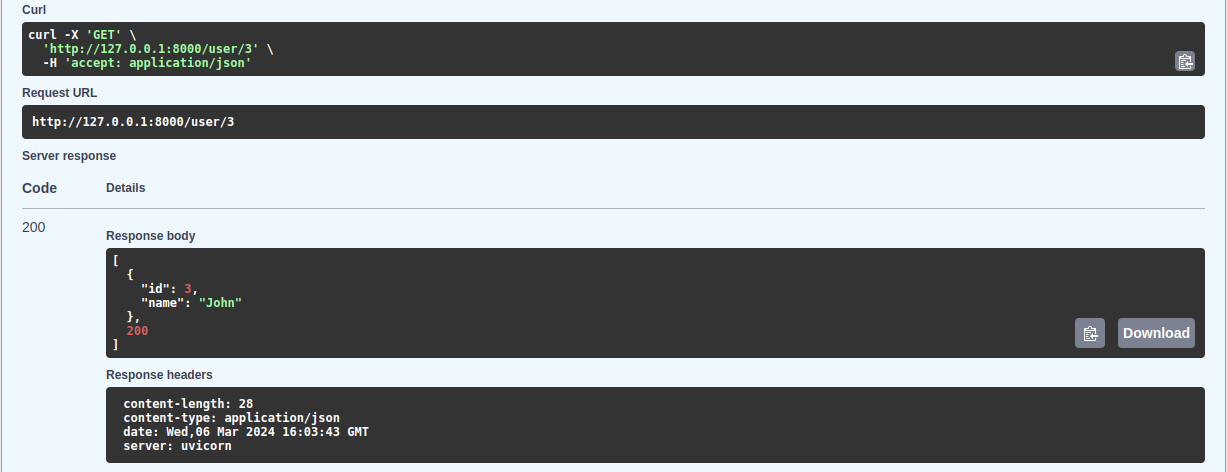 Curl
curl -X 'GET' \
  'http://127.0.0.1:8000/user/3' \
  -H 'accept: application/json'
Request URL
http://127.0.0.1:8000/user/3
Server response
Code Details
200
Response body
[
  {
    "id": 3,
    "name": "John"
  },
  200
]
Download
Response headers
content-length: 28
content-type: application/json
date: Wed,06 Mar 2024 16:03:43 GMT
server: uvicorn